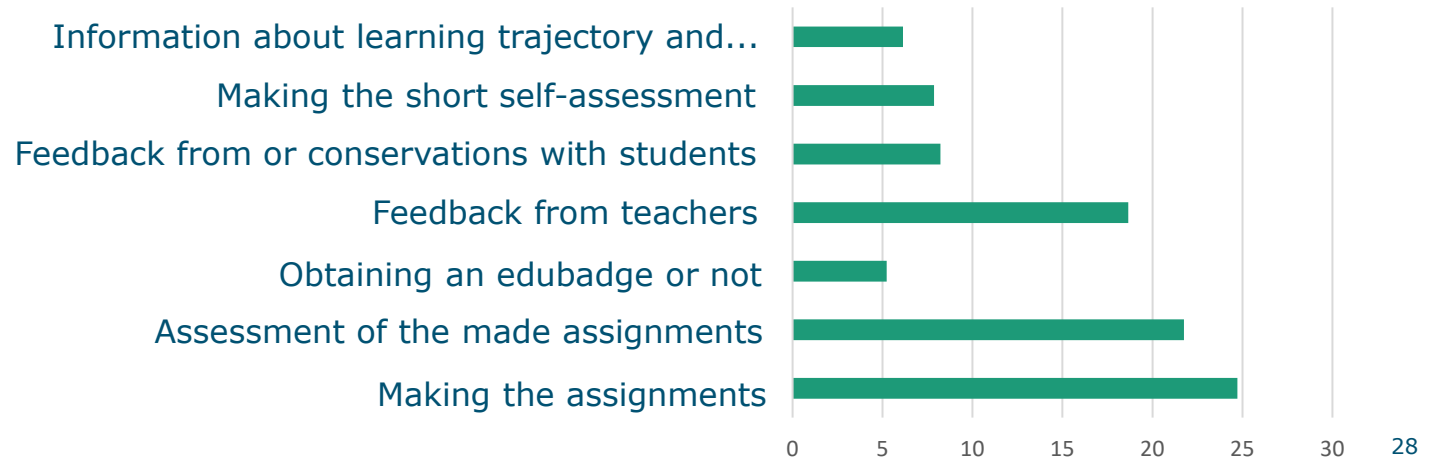 Information about learning trajectory and...
Making the short self-assessment
Feedback from or conservations with students
Feedback from teachers
Obtaining an edubadge or not
Assessment of the made assignments
Making the assignments
0 5 10 15 20 25 30
28